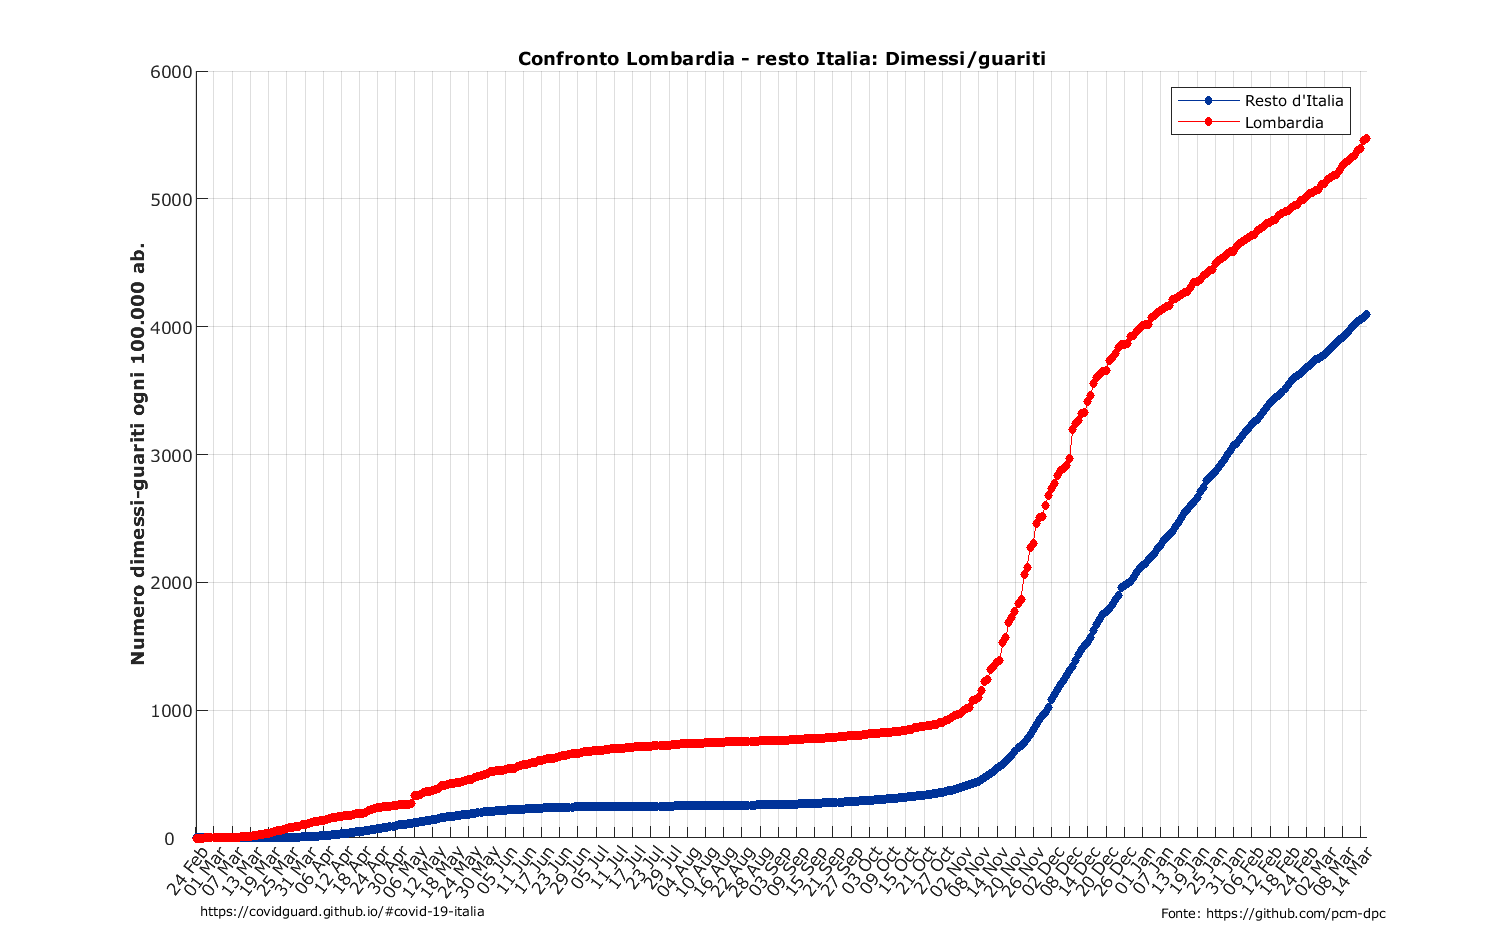 Confronto Lombardia - resto Italia: Dimessi/guariti
Resto d'Italia
Lombardia
Numero dimessi-guariti ogni 100.000 ab.
6000
5000
4000
3000
2000
1000
0
24 Feb
01 Mar
07 Mar
13 Mar
19 Mar
25 Mar
31 Mar
06 Apr
12 Apr
18 Apr
24 Apr
30 Apr
06 May
12 May
18 May
24 May
30 May
05 Jun
11 Jun
17 Jun
23 Jun
29 Jun
05 Jul
11 Jul
17 Jul
23 Jul
29 Jul
04 Aug
10 Aug
16 Aug
22 Aug
28 Aug
03 Sep
09 Sep
15 Sep
21 Sep
27 Sep
03 Oct
09 Oct
15 Oct
21 Oct
27 Oct
02 Nov
08 Nov
14 Nov
20 Nov
26 Nov
02 Dec
08 Dec
14 Dec
20 Dec
26 Dec
01 Jan
07 Jan
13 Jan
19 Jan
25 Jan
31 Jan
06 Feb
12 Feb
18 Feb
24 Feb
02 Mar
08 Mar
14 Mar
https://covidguard.github.io/#covid-19-italia
Fonte: https://github.com/pcm-dpc